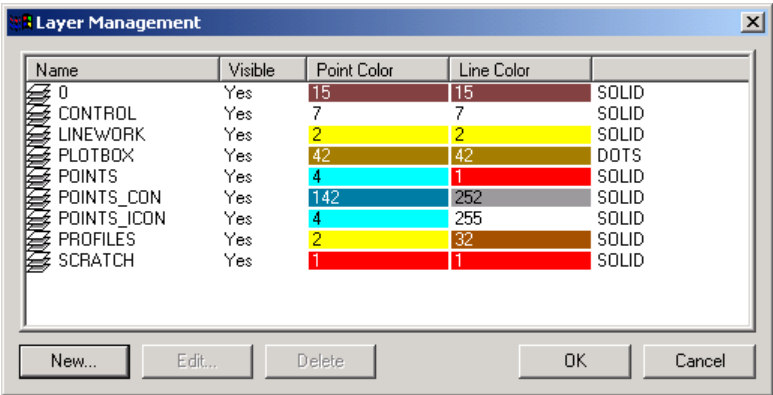 Layer Management
Name Visible Point Color Line Color
0 Yes 15 15 SOLID
CONTROL Yes 7 7 SOLID
LINEWORK Yes 2 2 SOLID
PLOTBOX Yes 42 42 DOTS
POINTS Yes 4 1 SOLID
POINTS_CON Yes 142 252 SOLID
POINTS_ICON Yes 4 255 SOLID
PROFILES Yes 2 32 SOLID
SCRATCH Yes 1 1 SOLID
New... Edit... Delete OK Cancel